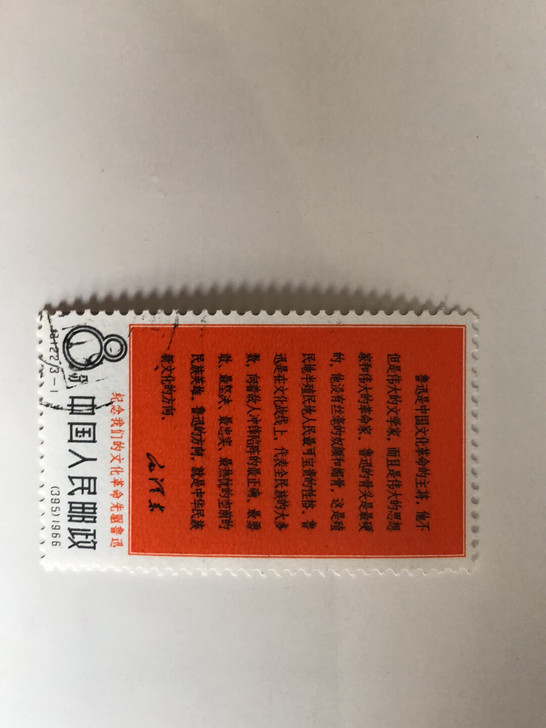 鲁迅是中国文化革命的主将，他不
但是伟大的文学家，而且是伟大的思想
家和伟大的革命家。鲁迅的骨头是最硬
的，他没有丝毫的奴颜和媚骨，这是殖
民地半殖民地人民最可宝贵的性格。鲁
迅是在文化战线上，代表全民族的大多
数，向着敌人冲锋陷阵的最正确、最勇
敢、最坚决、最忠实、最热忱的空前的
民族英雄。鲁迅的方向，就是中华民族
新文化的方向。
毛泽东
纪念我们的文化革命先驱鲁迅
8分 中国人民邮政
纪122.3-1 (395)1966